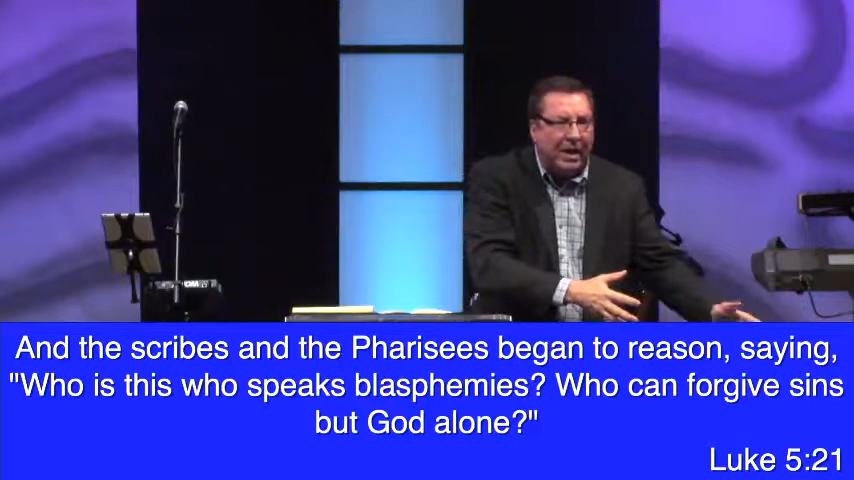 And the scribes and the Pharisees began to reason, saying,
"Who is this who speaks blasphemies? Who can forgive sins
but God alone?"
Luke 5:21